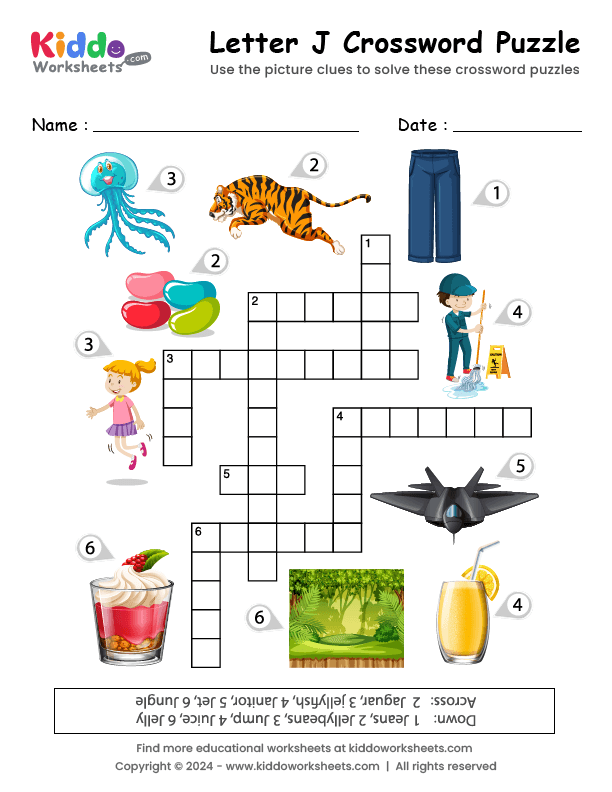 Kiddo
Worksheets.com
Letter J Crossword Puzzle
Use the picture clues to solve these crossword puzzles
Name :
Date :
3
2
1
1
2
2
4
3
3
4
5
5
6
6
6
4
Down: 1 Jeans, 2 Jellybeans, 3 Jump, 4 Juice, 6 Jelly
Across: 2 Jaguar, 3 jellyfish, 4 Janitor, 5 Jet, 6 Jungle
Find more educational worksheets at kiddoworksheets.com
Copyright © 2024 - www.kiddoworksheets.com | All rights reserved